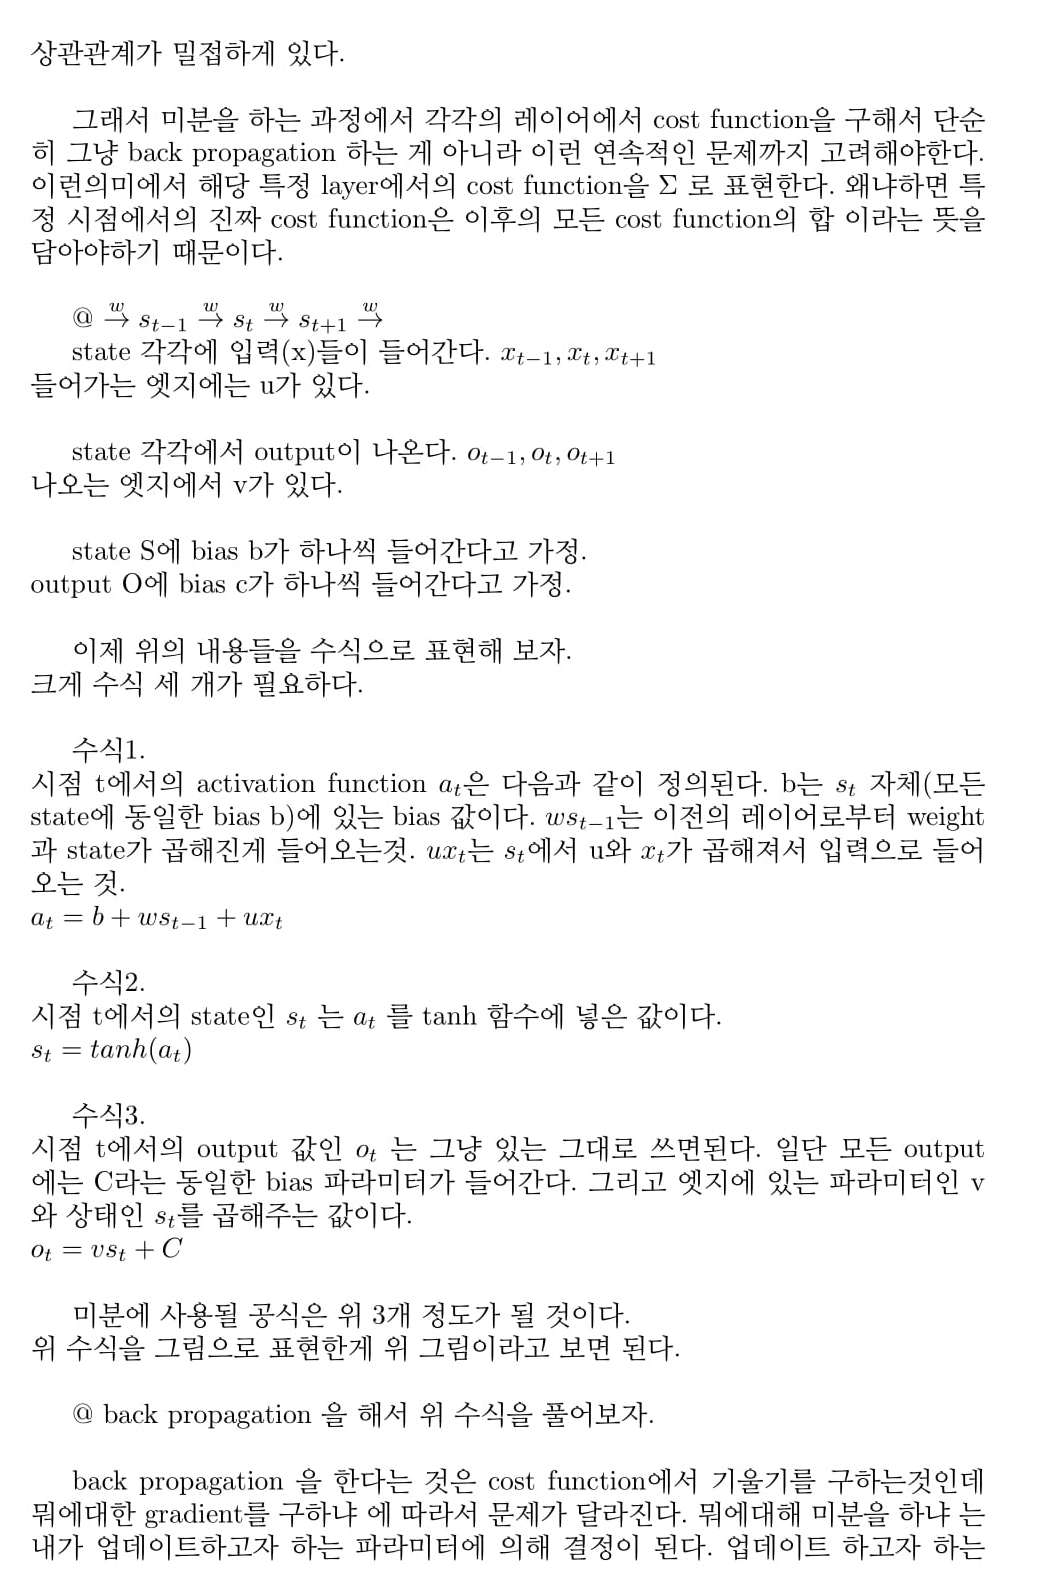 상관관계가 밀접하게 있다.
그래서 미분을 하는 과정에서 각각의 레이어에서 cost function을 구해서 단순
히 그냥 back propagation 하는 게 아니라 이런 연속적인 문제까지 고려해야한다.
이런의미에서 해당 특정 layer에서의 cost function을 Σ 로 표현한다. 왜냐하면 특
정 시점에서의 진짜 cost function은 이후의 모든 cost function의 합 이라는 뜻을
담아야하기 때문이다.
@ $\xrightarrow{w} s_{t-1} \xrightarrow{w} s_t \xrightarrow{w} s_{t+1} \xrightarrow{w}$
state 각각에 입력(x)들이 들어간다. $x_{t-1}, x_t, x_{t+1}$
들어가는 엣지에는 u가 있다.
state 각각에서 output이 나온다. $o_{t-1}, o_t, o_{t+1}$
나오는 엣지에서 v가 있다.
state S에 bias b가 하나씩 들어간다고 가정.
output O에 bias c가 하나씩 들어간다고 가정.
이제 위의 내용들을 수식으로 표현해 보자.
크게 수식 세 개가 필요하다.
수식1.
시점 t에서의 activation function $a_t$은 다음과 같이 정의된다. b는 $s_t$ 자체(모든
state에 동일한 bias b)에 있는 bias 값이다. $ws_{t-1}$는 이전의 레이어로부터 weight
과 state가 곱해진게 들어오는것. $ux_t$는 $s_t$에서 u와 $x_t$가 곱해져서 입력으로 들어
오는 것.
$a_t = b + ws_{t-1} + ux_t$
수식2.
시점 t에서의 state인 $s_t$ 는 $a_t$ 를 tanh 함수에 넣은 값이다.
$s_t = tanh(a_t)$
수식3.
시점 t에서의 output 값인 $o_t$ 는 그냥 있는 그대로 쓰면된다. 일단 모든 output
에는 C라는 동일한 bias 파라미터가 들어간다. 그리고 엣지에 있는 파라미터인 v
와 상태인 $s_t$를 곱해주는 값이다.
$o_t = vs_t + C$
미분에 사용될 공식은 위 3개 정도가 될 것이다.
위 수식을 그림으로 표현한게 위 그림이라고 보면 된다.
@ back propagation 을 해서 위 수식을 풀어보자.
back propagation 을 한다는 것은 cost function에서 기울기를 구하는것인데
뭐에대한 gradient를 구하냐 에 따라서 문제가 달라진다. 뭐에대해 미분을 하냐 는
내가 업데이트하고자 하는 파라미터에 의해 결정이 된다. 업데이트 하고자 하는